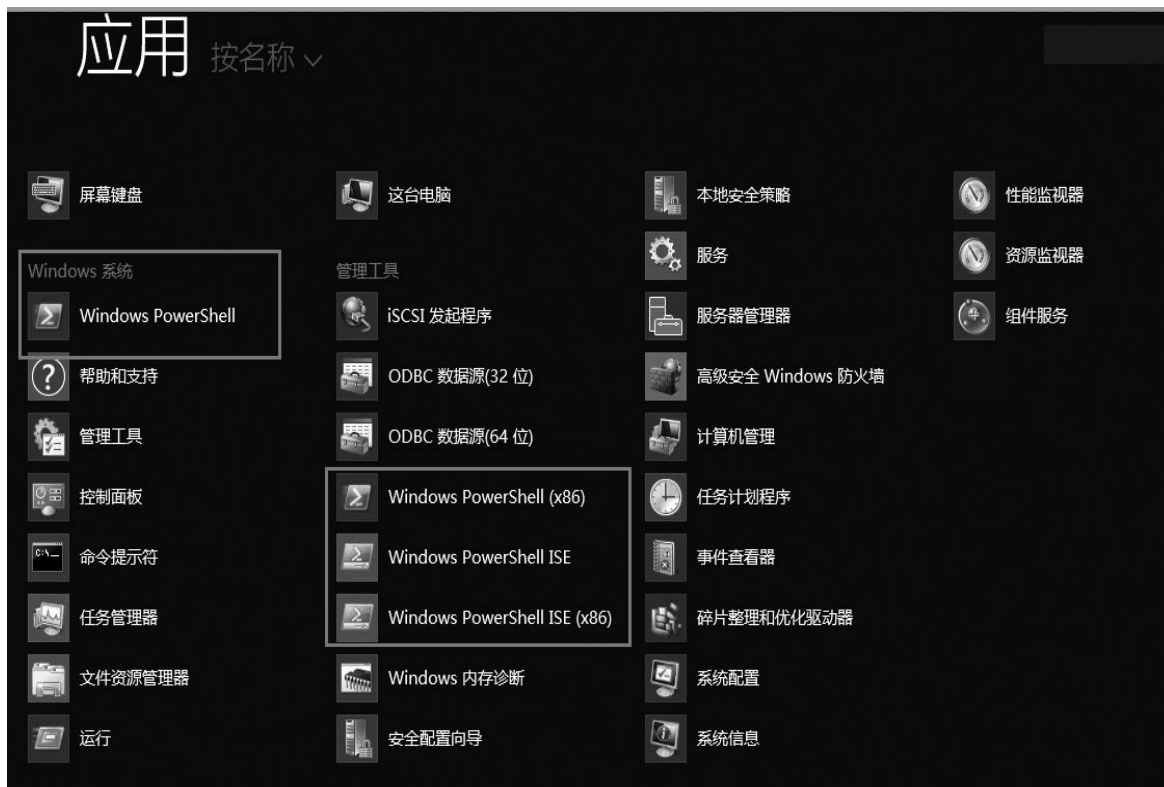 应用 按名称
屏幕键盘
Windows 系统
Windows PowerShell
帮助和支持
管理工具
控制面板
命令提示符
任务管理器
文件资源管理器
运行
这台电脑
管理工具
iSCSI 发起程序
ODBC 数据源(32 位)
ODBC 数据源(64 位)
Windows PowerShell (x86)
Windows PowerShell ISE
Windows PowerShell ISE (x86)
Windows 内存诊断
安全配置向导
本地安全策略
服务
服务器管理器
高级安全 Windows 防火墙
计算机管理
任务计划程序
事件查看器
碎片整理和优化驱动器
系统配置
系统信息
性能监视器
资源监视器
组件服务